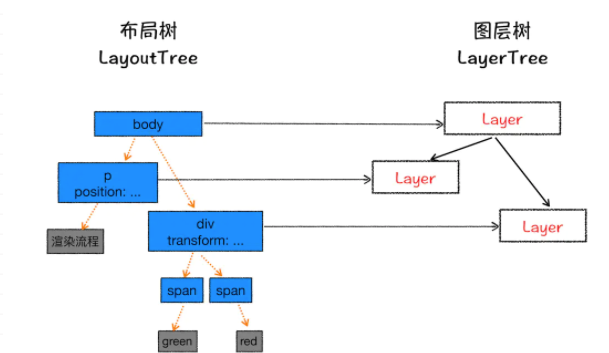 布局树
LayoutTree
图层树
LayerTree
body
Layer
p
position: ...
Layer
div
transform: ...
Layer
渲染流程
span
span
green
red